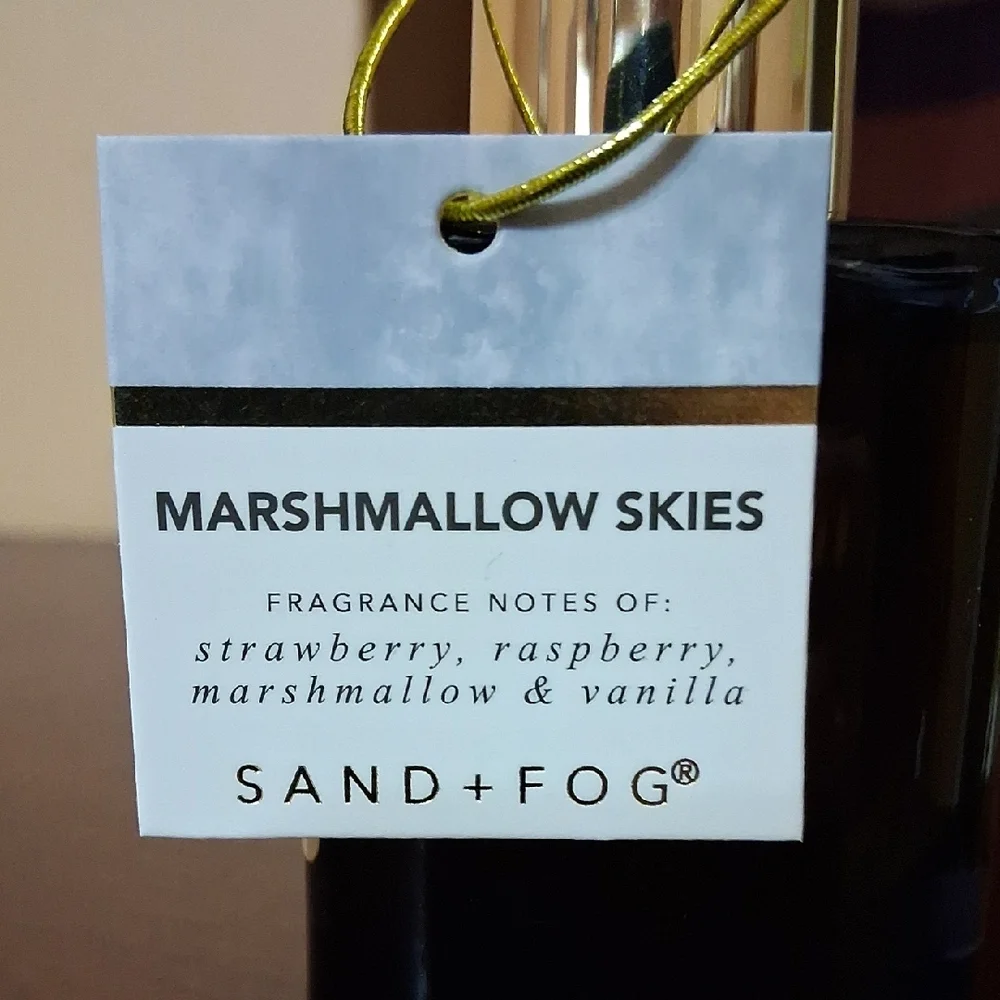 MARSHMALLOW SKIES
FRAGRANCE NOTES OF:
strawberry, raspberry,
marshmallow & vanilla
SAND+FOG®